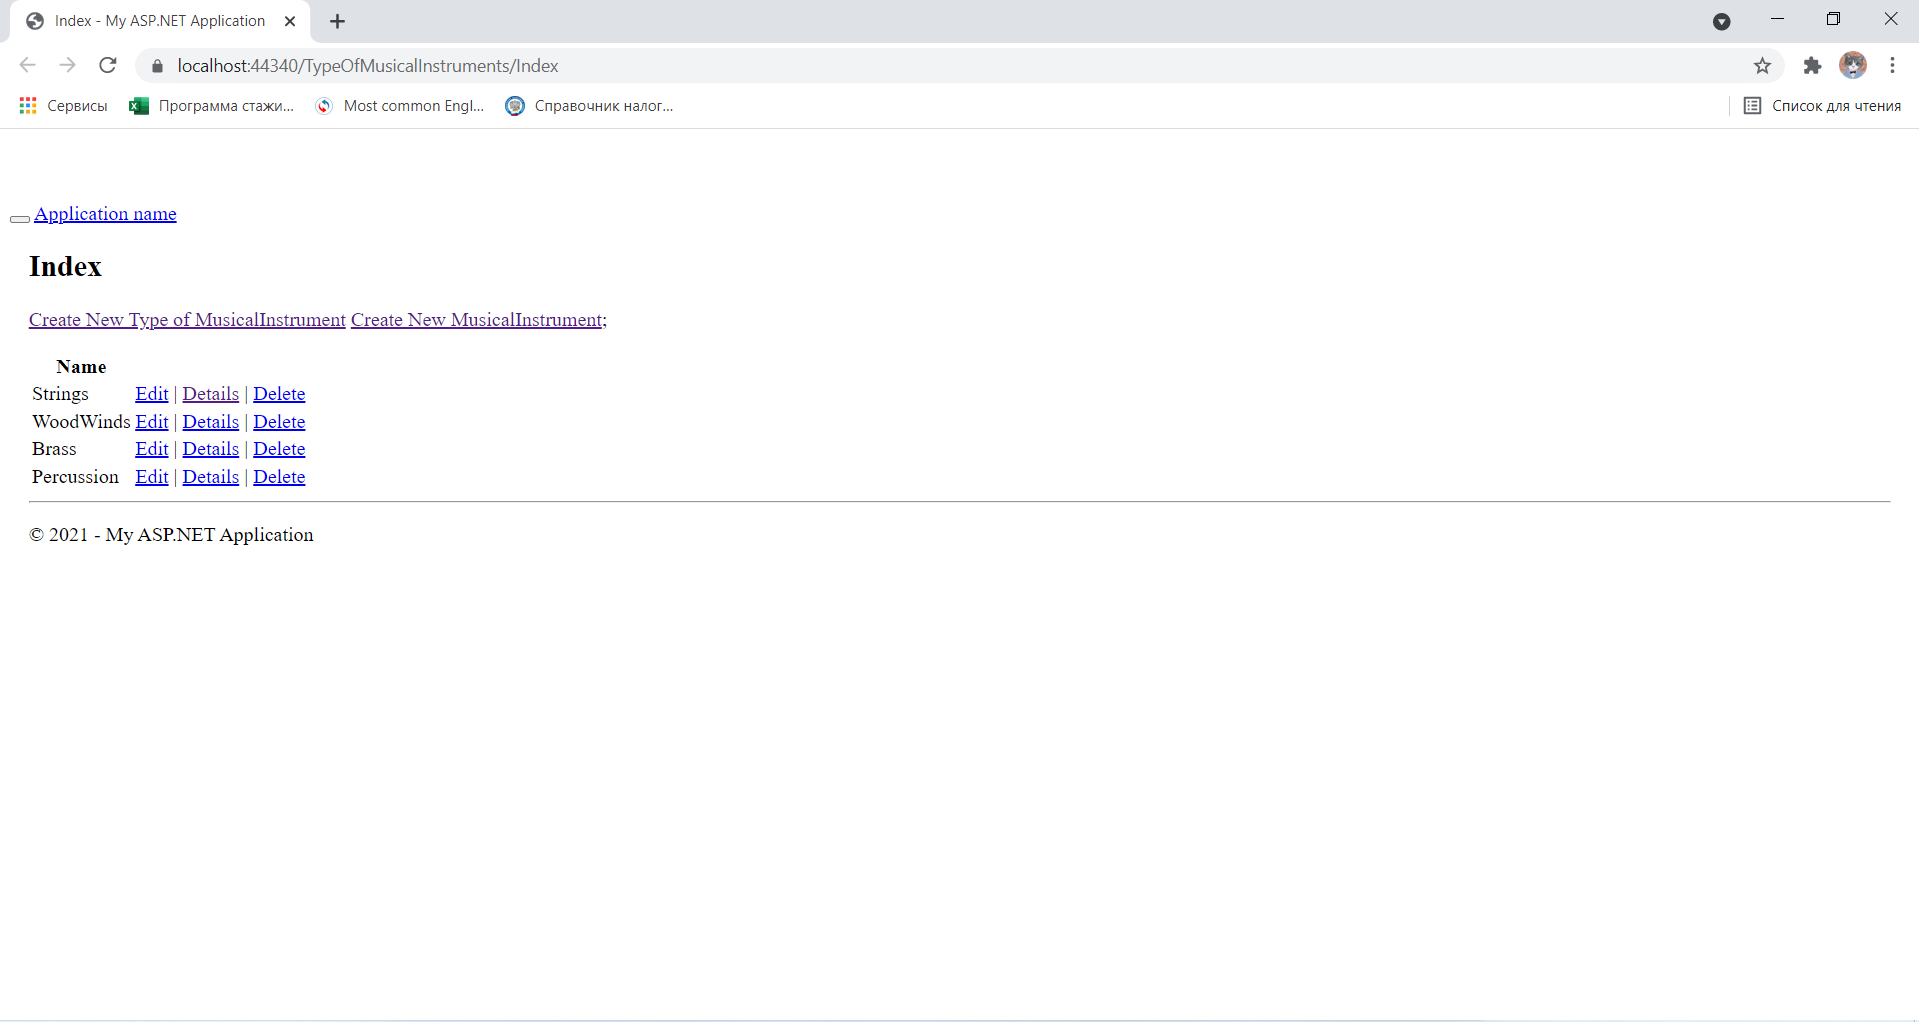 Index - My ASP.NET Application
localhost:44340/TypeOfMusicalInstruments/Index
Сервисы Программа стажи... Most common Engl... Справочник налог... Список для чтения
Application name
Index
Create New Type of MusicalInstrument Create New MusicalInstrument;
Name
Strings Edit | Details | Delete
WoodWinds Edit | Details | Delete
Brass Edit | Details | Delete
Percussion Edit | Details | Delete
© 2021 - My ASP.NET Application